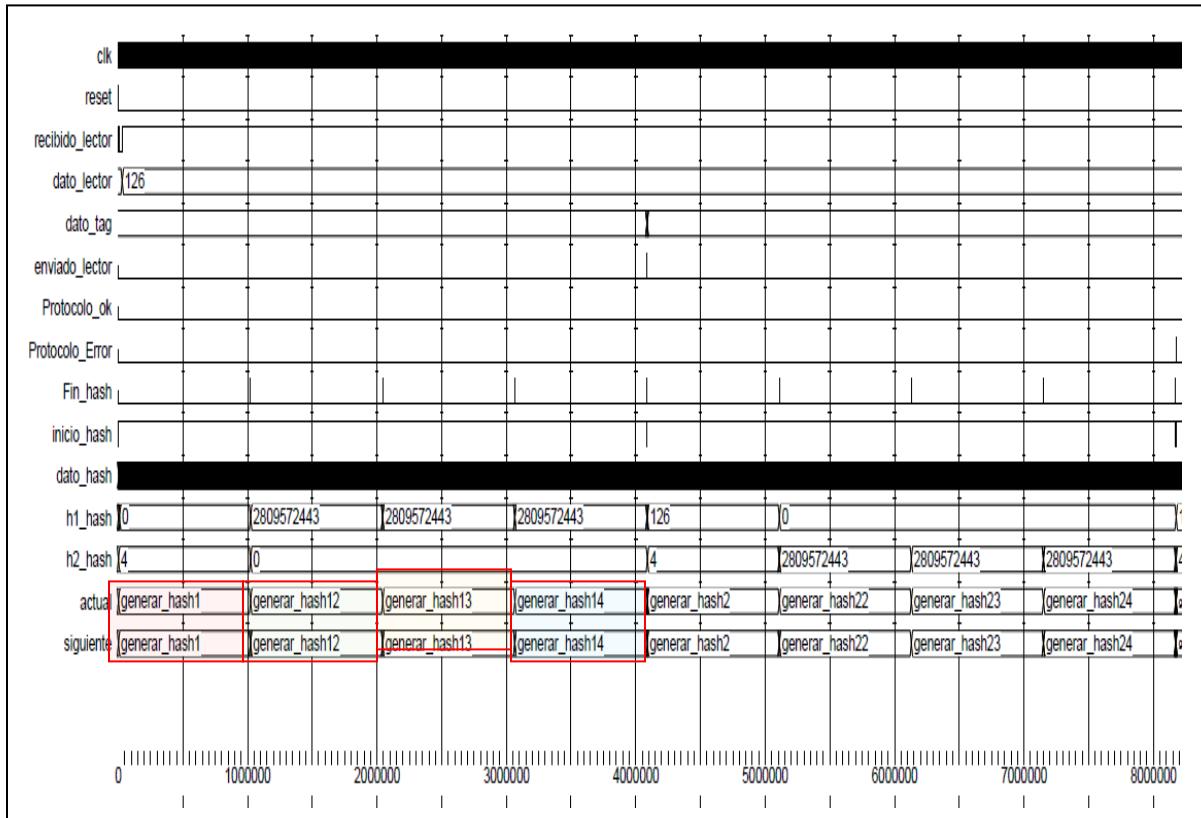 clk
reset
recibido_lector
dato_lector 126
dato_tag
enviado_lector
Protocolo_ok
Protocolo_Error
Fin_hash
inicio_hash
dato_hash
h1_hash 0 2809572443 2809572443 2809572443 126 0
h2_hash 4 0 4 2809572443 2809572443 2809572443
actual generar_hash1 generar_hash12 generar_hash13 generar_hash14 generar_hash2 generar_hash22 generar_hash23 generar_hash24
siguiente generar_hash1 generar_hash12 generar_hash13 generar_hash14 generar_hash2 generar_hash22 generar_hash23 generar_hash24
0 1000000 2000000 3000000 4000000 5000000 6000000 7000000 8000000